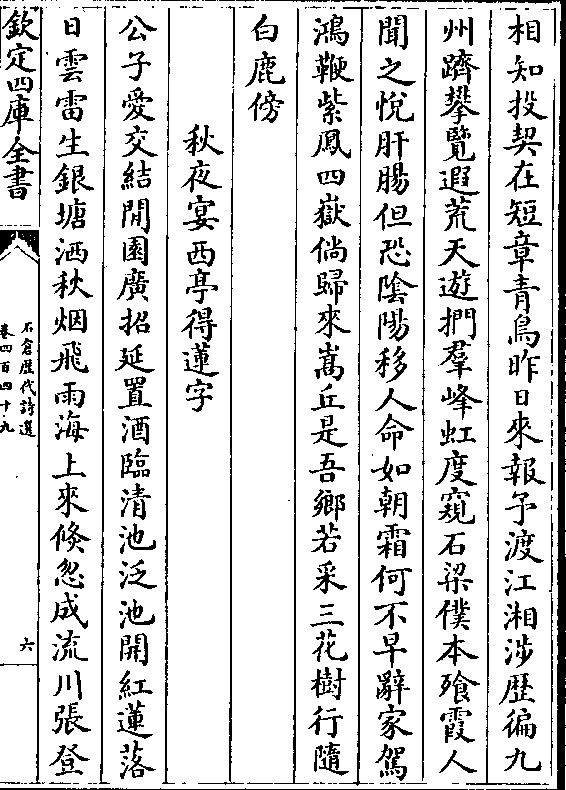 相知投契在短章青鳥昨日來報予渡江湘涉歴徧九
州躋攀覽遐荒天遊捫羣峰虹度窺石梁僕本飱霞人
聞之悅肝腸但恐陰陽移人命如朝霜何不早辭家駕
鴻鞭紫鳳四嶽倘歸來嵩丘是吾鄉若采三花樹行隨
白鹿傍
秋夜宴西亭得蓮字
公子愛交結開園廣招延置酒臨清池泛池開紅蓮落
日雲雷生銀塘洒秋烟飛雨海上來倐忽成流川張登
欽定四庫全書
石倉歴代詩選
卷四百四十九
六